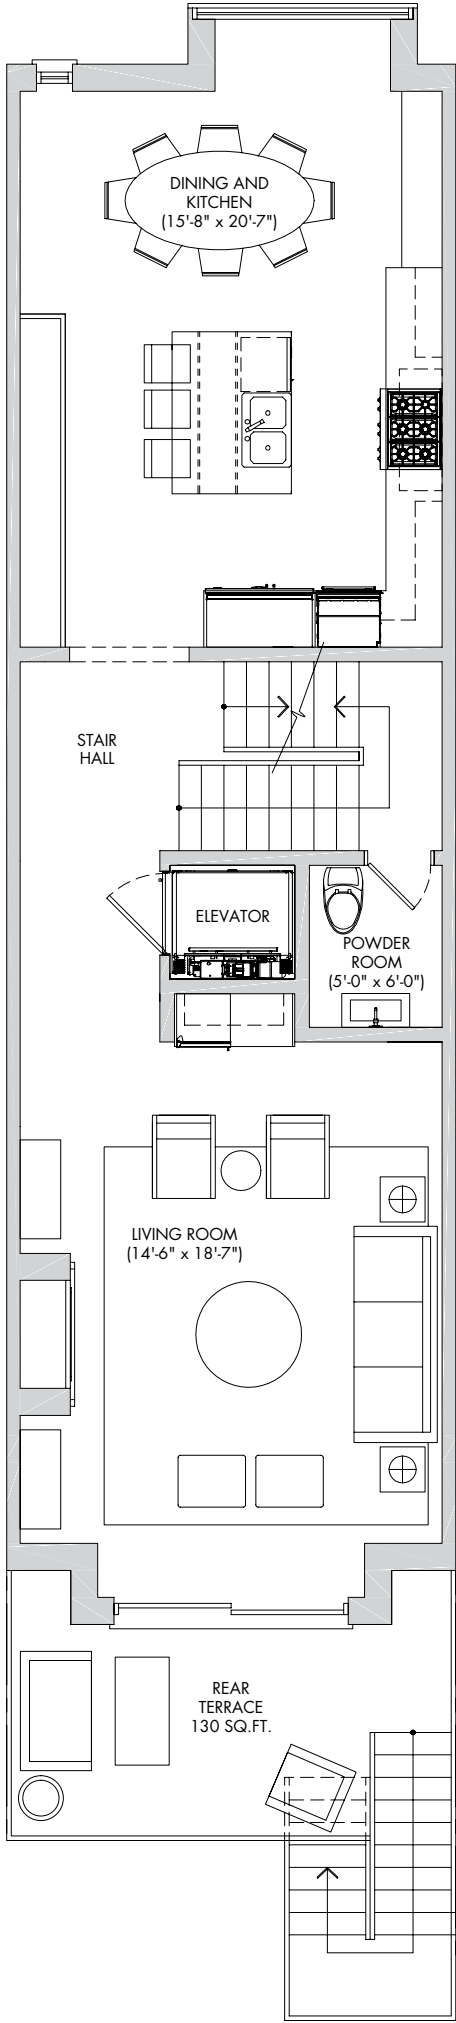 DINING AND
KITCHEN
(15'-8" x 20'-7")
STAIR
HALL
ELEVATOR
POWDER
ROOM
(5'-0" x 6'-0")
LIVING ROOM
(14'-6" x 18'-7")
REAR
TERRACE
130 SQ.FT.